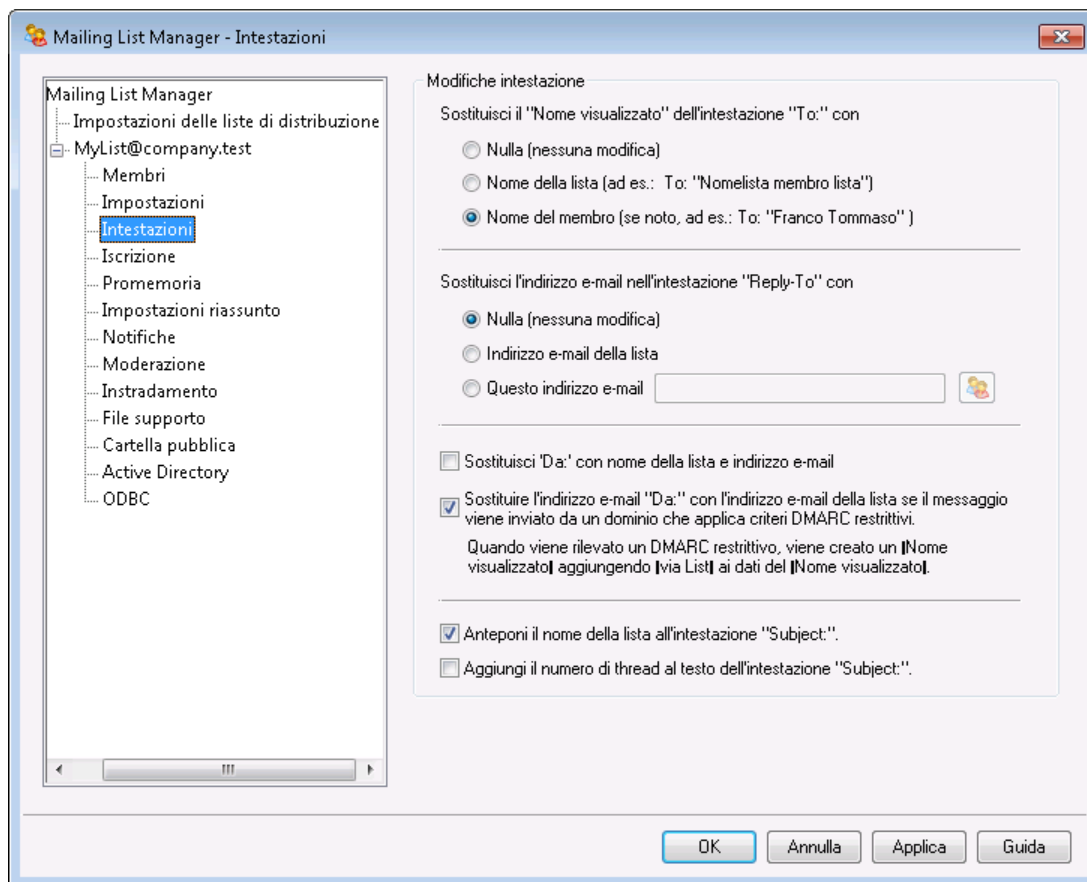 Mailing List Manager - Intestazioni
Mailing List Manager
Impostazioni delle liste di distribuzione
MyList@company.test
Membri
Impostazioni
Intestazioni
Iscrizione
Promemoria
Impostazioni riassunto
Notifiche
Moderazione
Instradamento
File supporto
Cartella pubblica
Active Directory
ODBC
Modifiche intestazione
Sostituisci il "Nome visualizzato" dell'intestazione "To:" con
Nulla (nessuna modifica)
Nome della lista (ad es.: To: "Nomelista membro lista")
Nome del membro (se noto, ad es.: To: "Franco Tommaso" )
Sostituisci l'indirizzo e-mail nell'intestazione "Reply-To" con
Nulla (nessuna modifica)
Indirizzo e-mail della lista
Questo indirizzo e-mail
Sostituisci 'Da:' con nome della lista e indirizzo e-mail
Sostituire l'indirizzo e-mail "Da:" con l'indirizzo e-mail della lista se il messaggio
viene inviato da un dominio che applica criteri DMARC restrittivi.
Quando viene rilevato un DMARC restrittivo, viene creato un |Nome
visualizzato| aggiungendo |via List| ai dati del |Nome visualizzato|.
Anteponi il nome della lista all'intestazione "Subject:".
Aggiungi il numero di thread al testo dell'intestazione "Subject:".
OK
Annulla
Applica
Guida